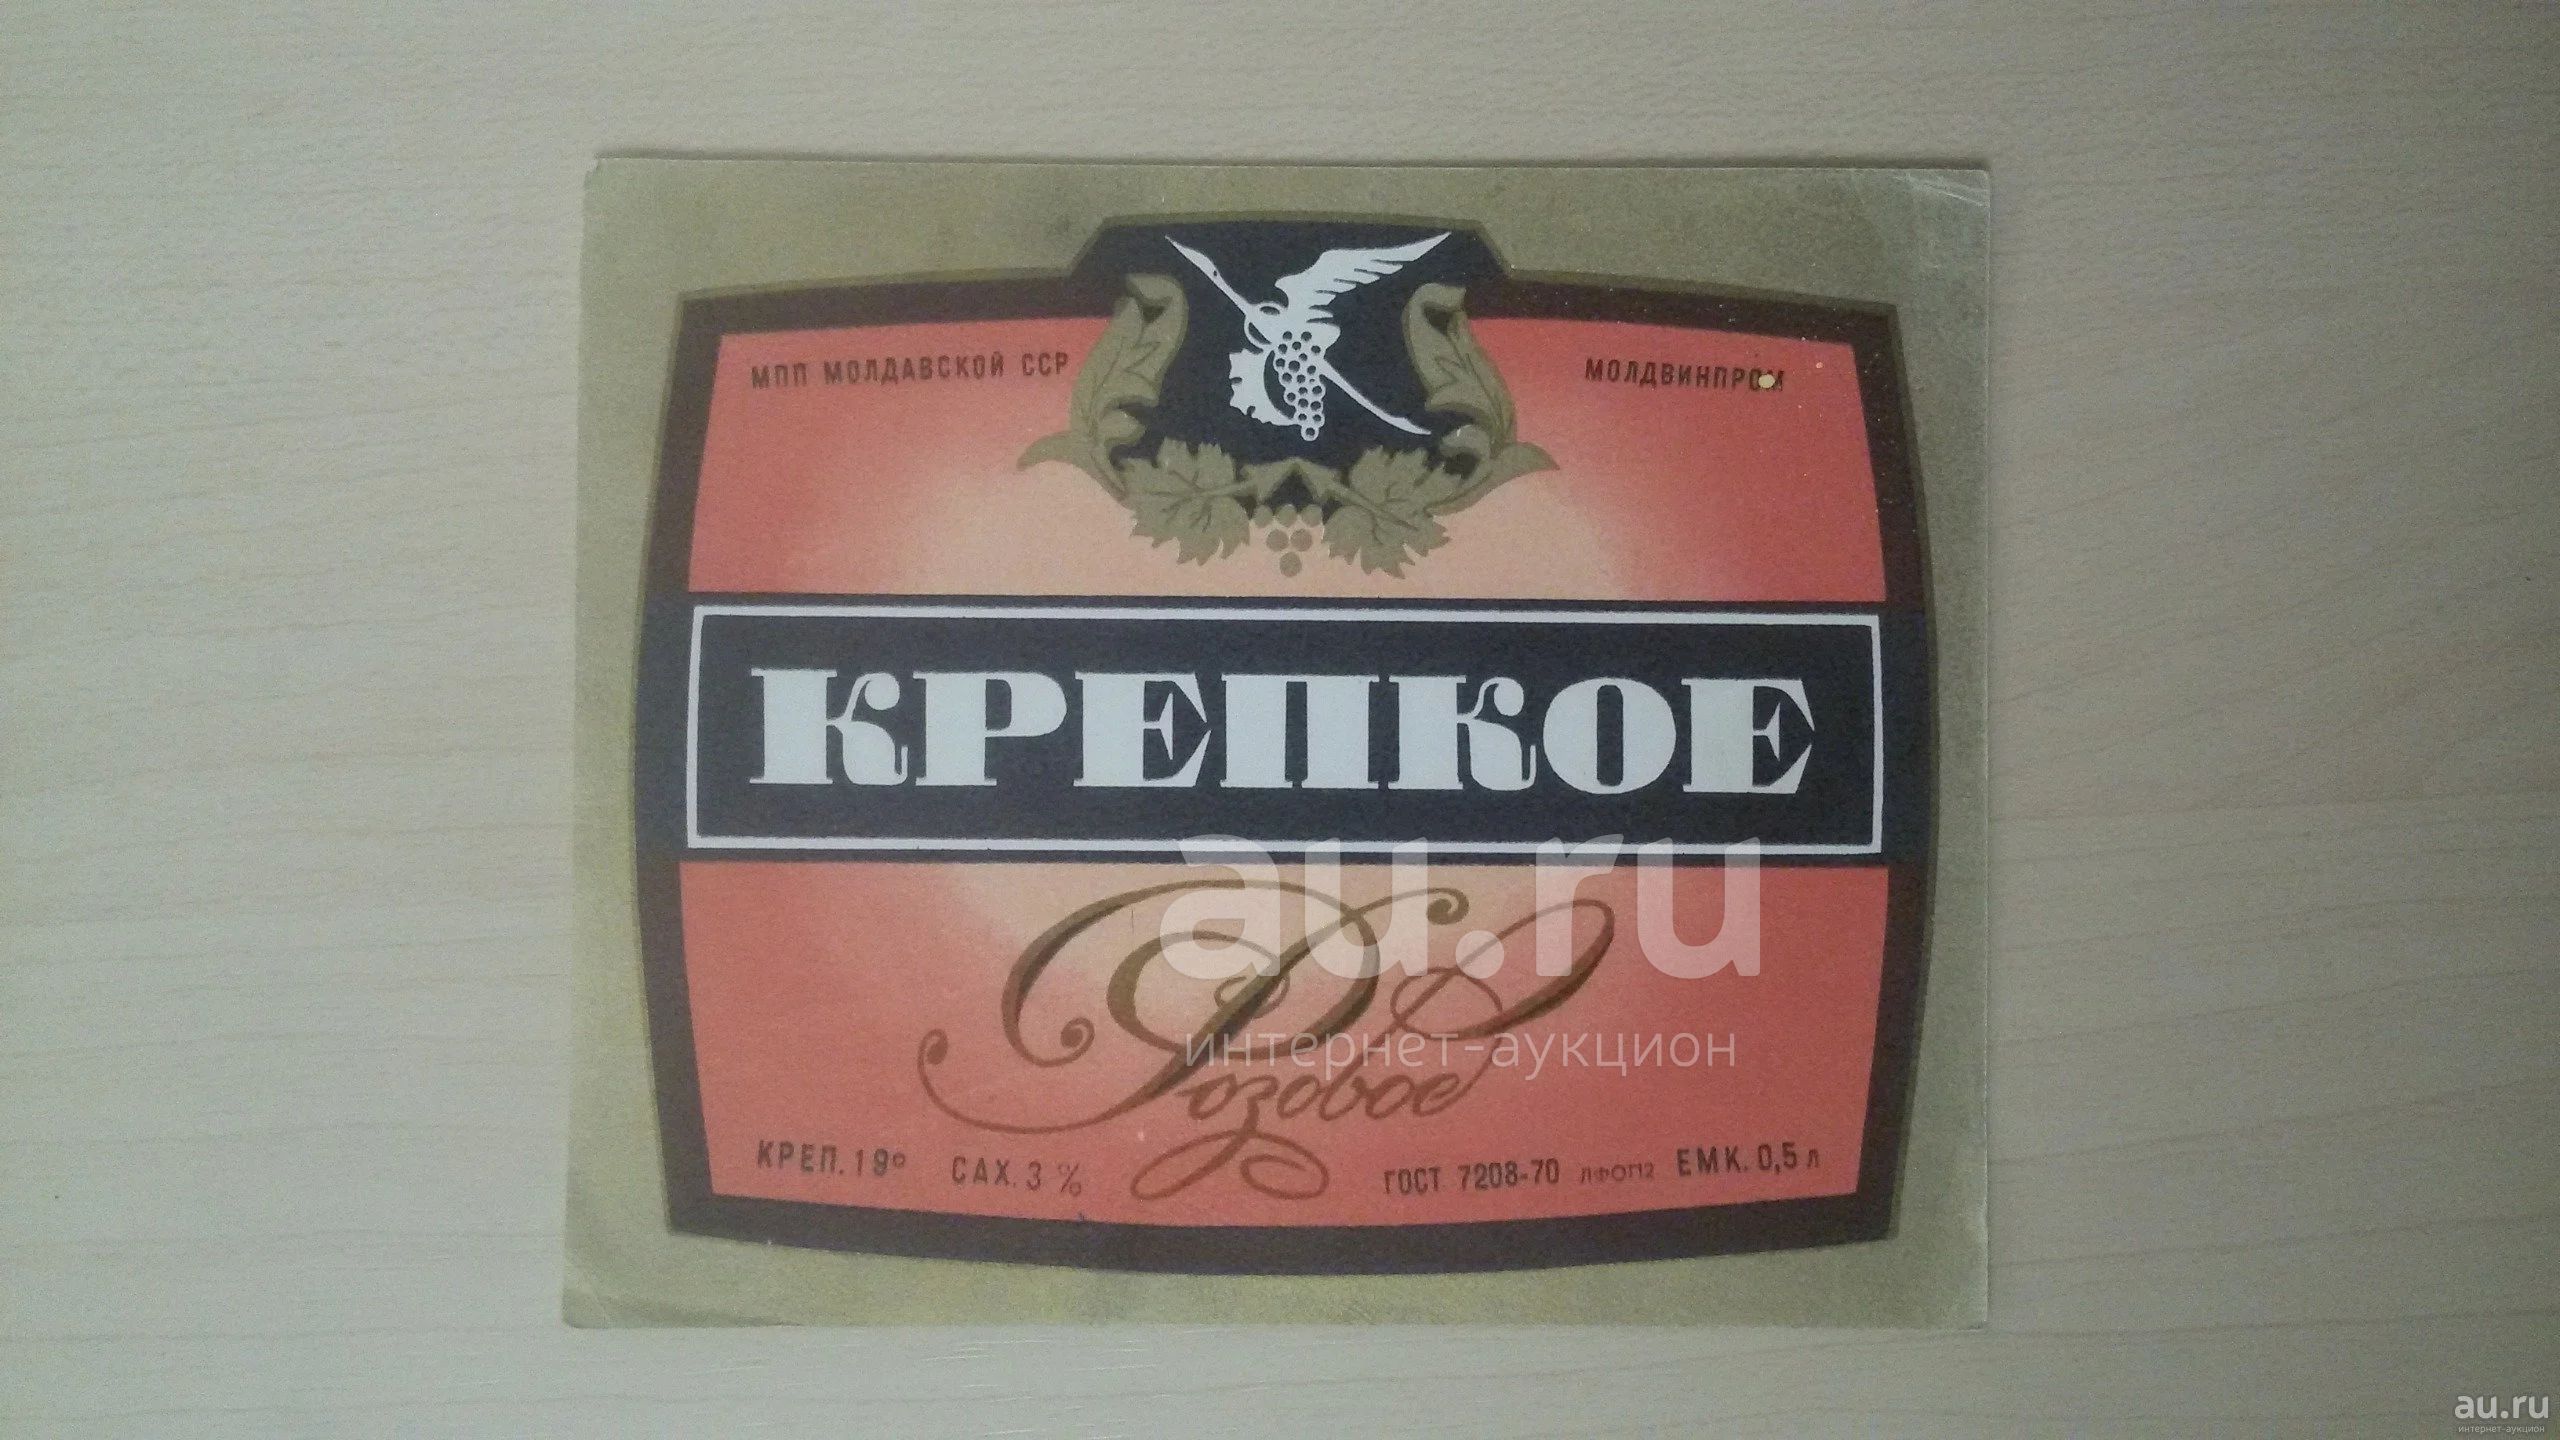 МПП МОЛДАВСКОЙ ССР
МОЛДВИНПРОМ
КРЕПКОЕ
Розовое
КРЕП. 19° САХ. 3 % ГОСТ 7208-70 ЛФОП2 ЕМК. 0,5 л
au.ru
интернет-аукцион
au.ru
интернет-аукцион